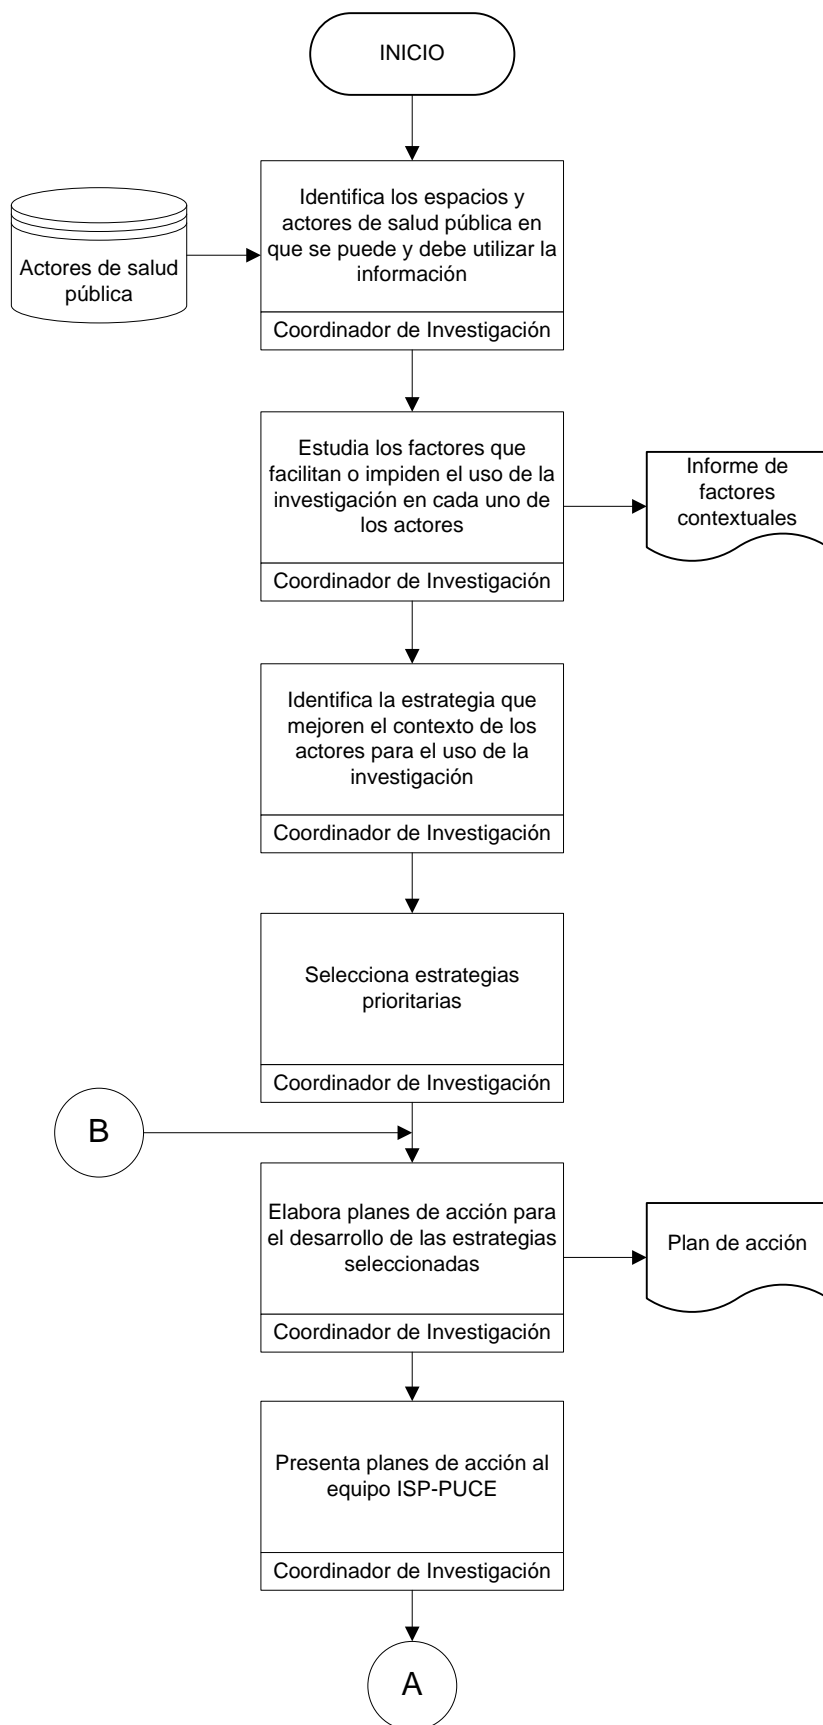 INICIO
Identifica los espacios y
actores de salud pública en
que se puede y debe utilizar la
información
Coordinador de Investigación
Actores de salud
pública
Estudia los factores que
facilitan o impiden el uso de la
investigación en cada uno de
los actores
Coordinador de Investigación
Informe de
factores
contextuales
Identifica la estrategia que
mejoren el contexto de los
actores para el uso de la
investigación
Coordinador de Investigación
Selecciona estrategias
prioritarias
Coordinador de Investigación
B
Elabora planes de acción para
el desarrollo de las estrategias
seleccionadas
Coordinador de Investigación
Plan de acción
Presenta planes de acción al
equipo ISP-PUCE
Coordinador de Investigación
A